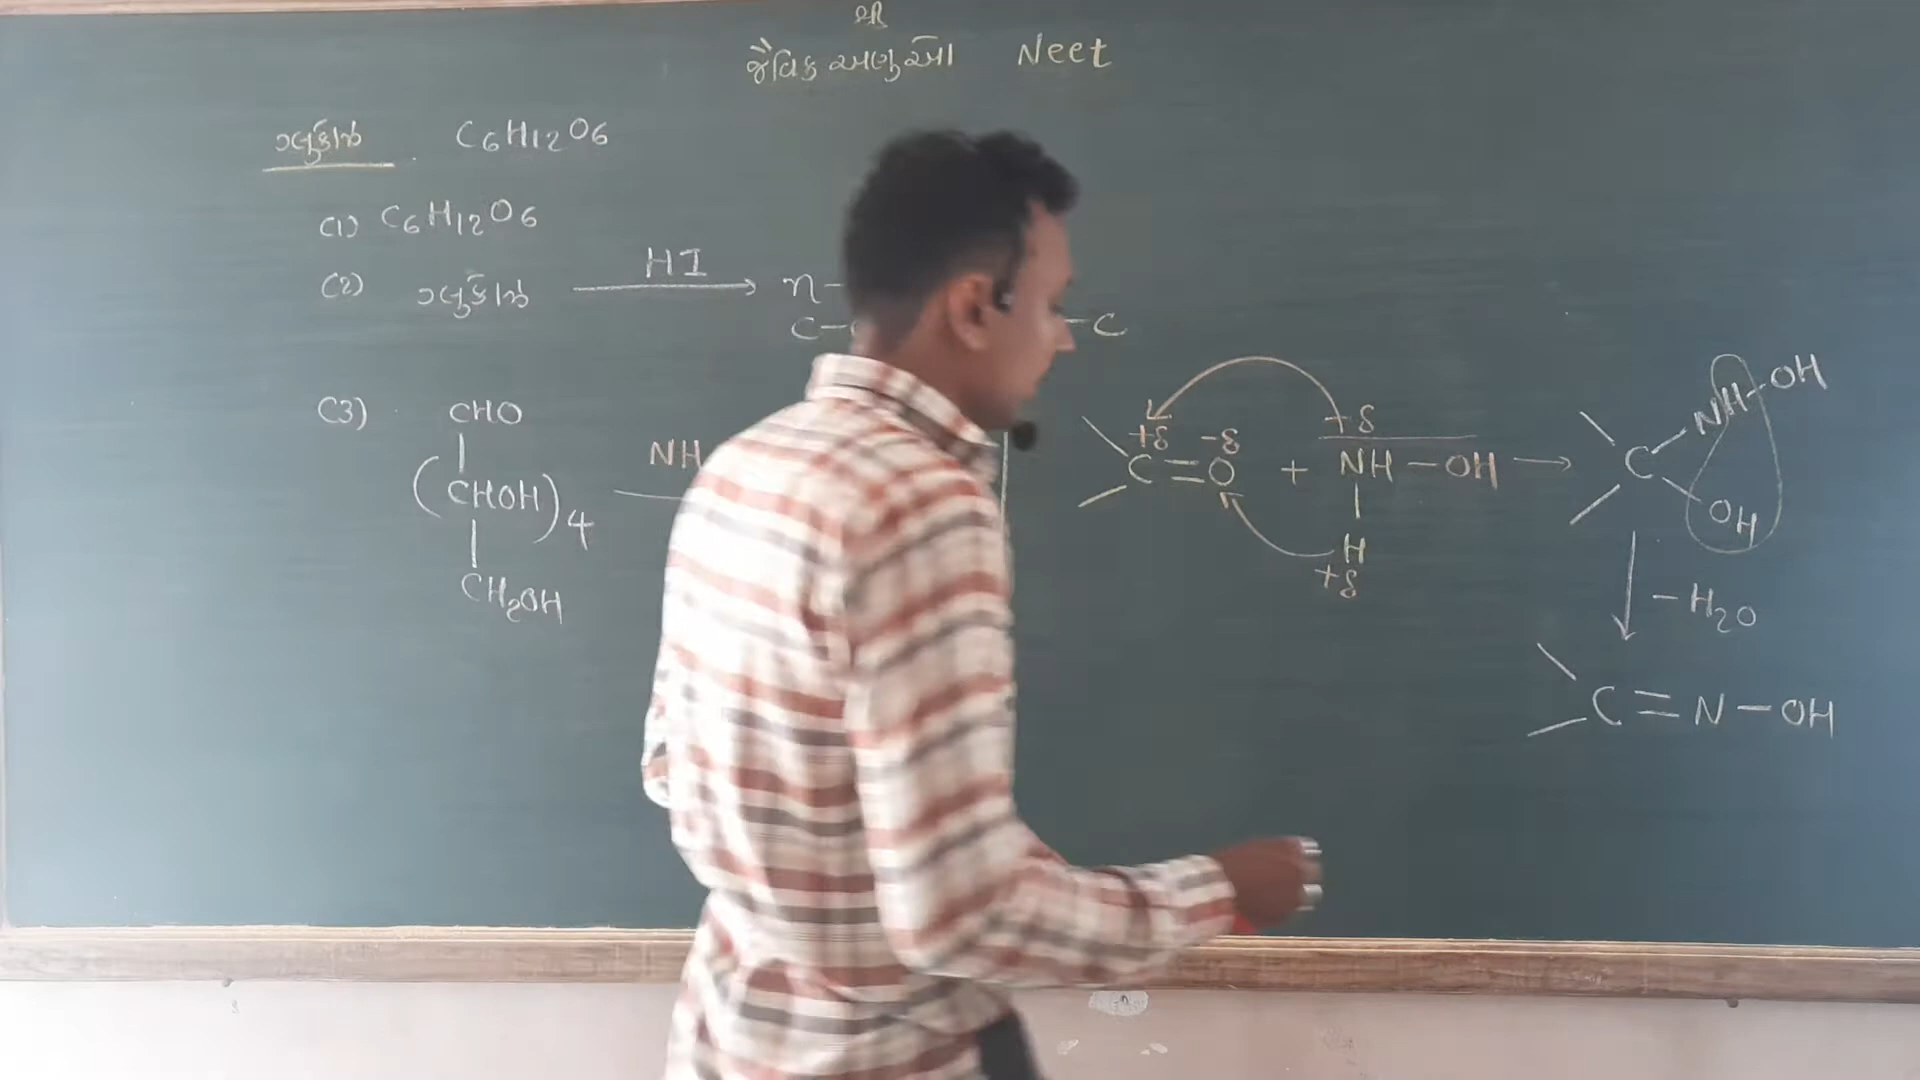 શ્રી
જૈવિક અણુઓ Neet
ગ્લુકોઝ. C6H12O6
(1) C6H12O6
(2) ગ્લુકોઝ HI → n-
C- -C
(3) CHO
(CHOH)4
CH2OH
NH
+δ -δ +δ
C=O + NH-OH →
H
+δ
NH-OH
C
OH
-H2O
C=N-OH